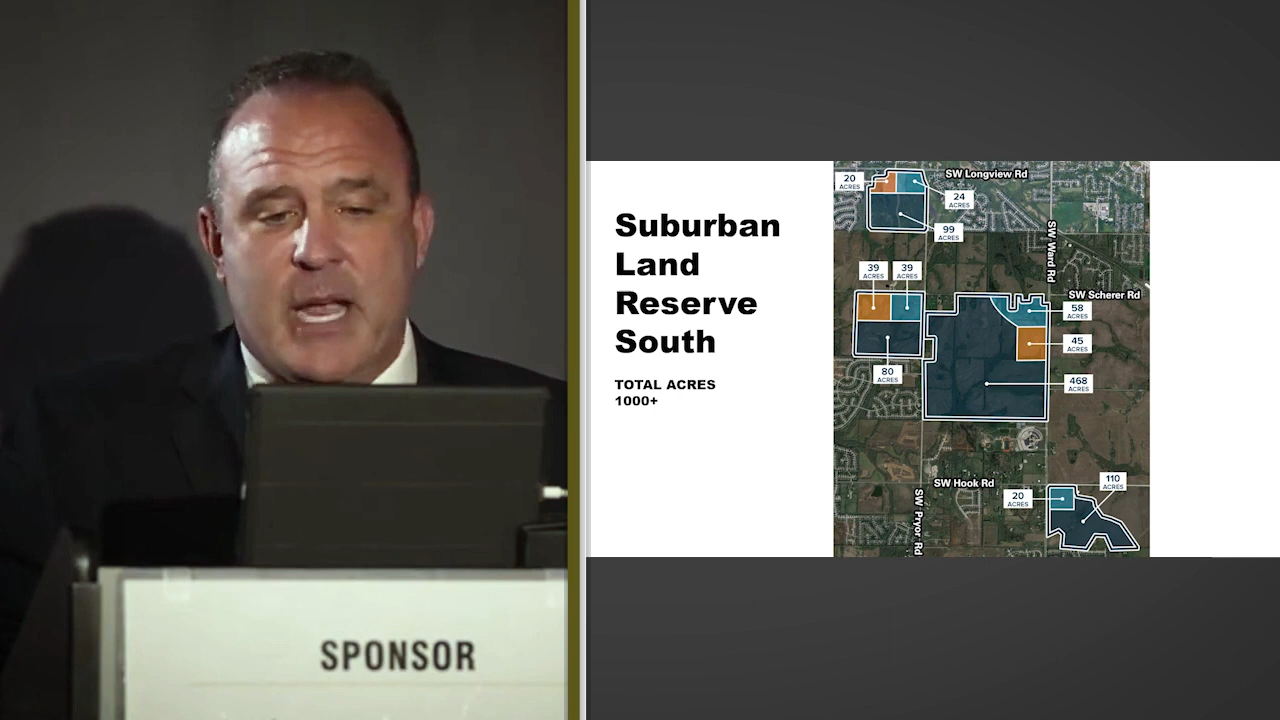 SPONSOR
Suburban
Land
Reserve
South
TOTAL ACRES
1000+
SW Longview Rd
20
ACRES
24
ACRES
99
ACRES
SW Ward Rd
39
ACRES
39
ACRES
SW Scherer Rd
58
ACRES
45
ACRES
80
ACRES
468
ACRES
SW Hook Rd
110
ACRES
20
ACRES
SW Pryor Rd